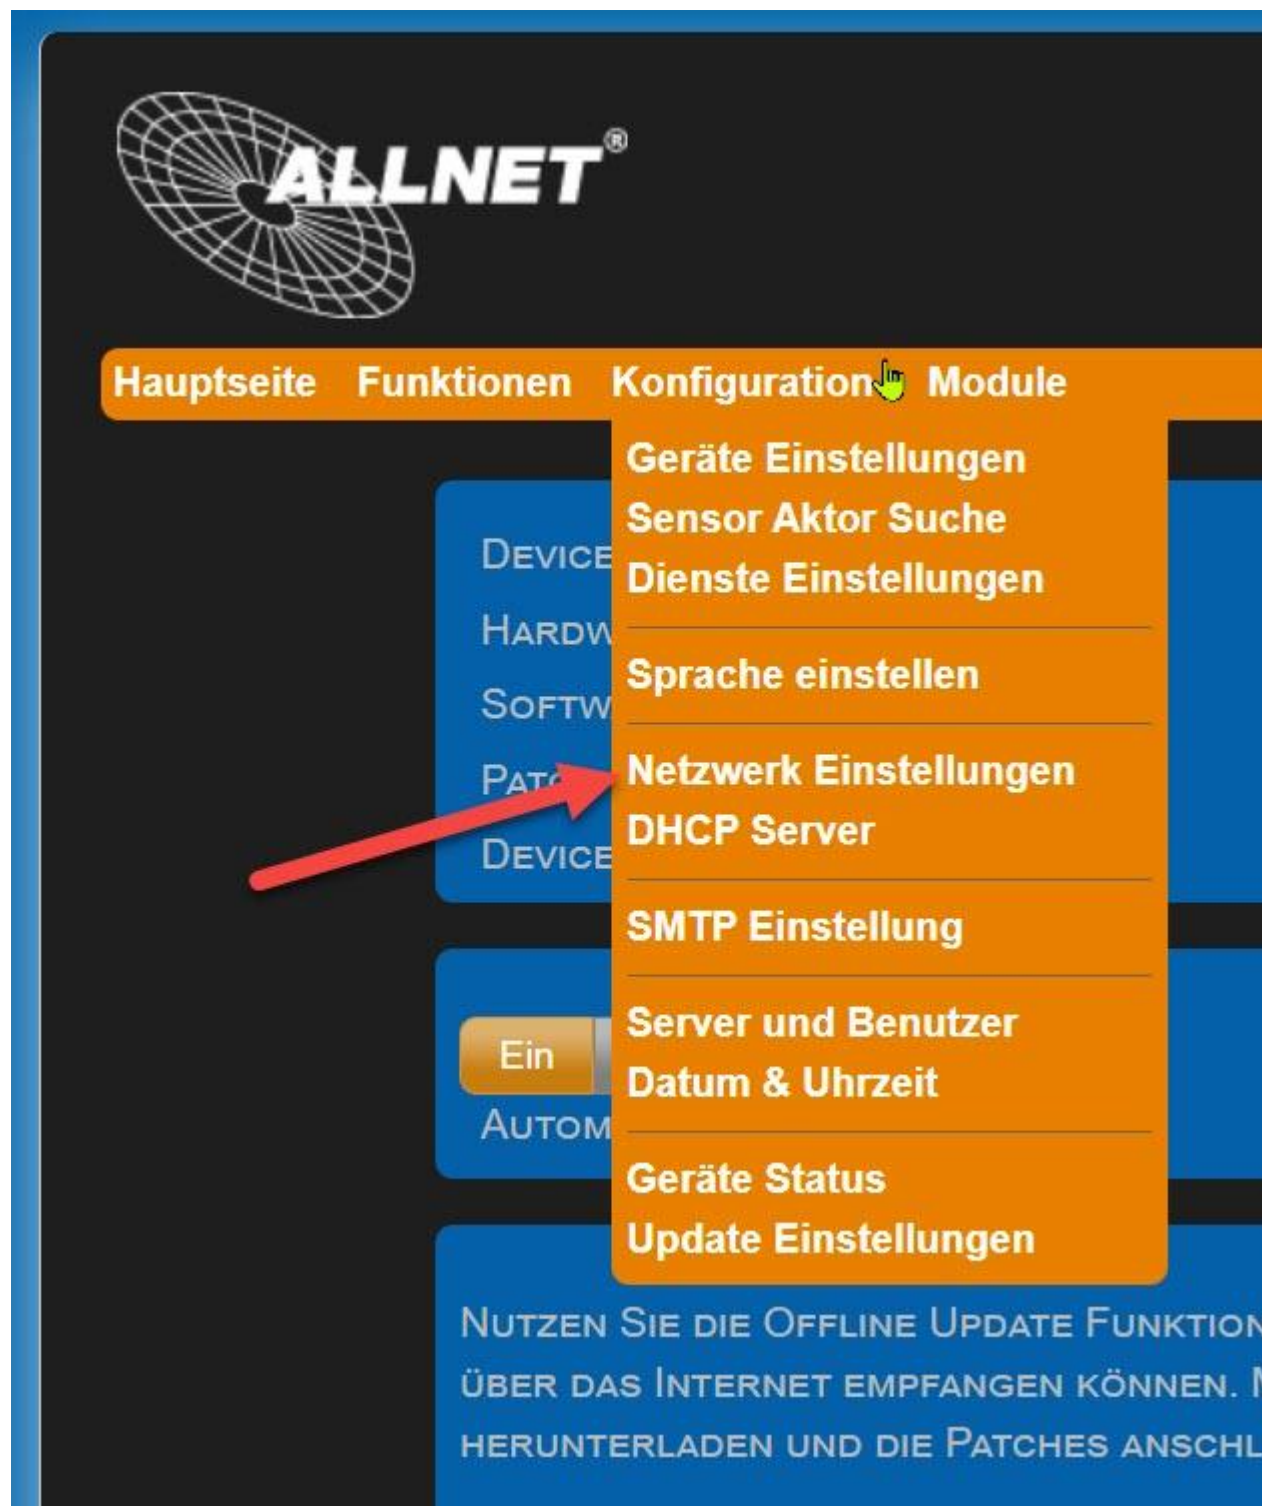 ALLNET®
Hauptseite Funktionen Konfiguration Module
Geräte Einstellungen
Sensor Aktor Suche
Dienste Einstellungen
Sprache einstellen
Netzwerk Einstellungen
DHCP Server
SMTP Einstellung
Server und Benutzer
Datum & Uhrzeit
Geräte Status
Update Einstellungen
Device
Ein
Nutzen Sie die Offline Update Funktion
über das Internet empfangen können.
herunterladen und die Patches